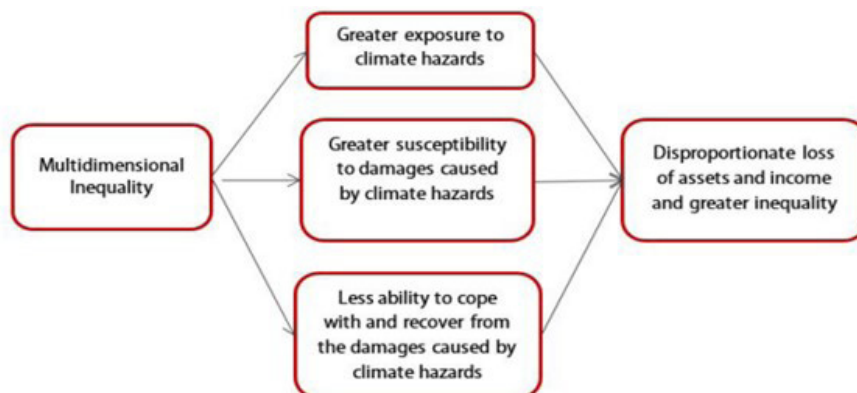 Greater exposure to
climate hazards
Multidimensional
Inequality
Greater susceptibility
to damages caused
by climate hazards
Disproportionate loss
of assets and income
and greater inequality
Less ability to cope
with and recover from
the damages caused by
climate hazards